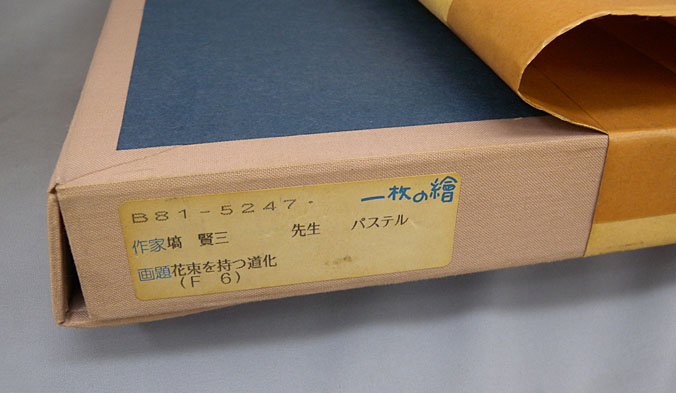 B81-5247. 一枚の繪
作家 塙 賢三 先生 パステル
画題 花束を持つ道化
(F 6)